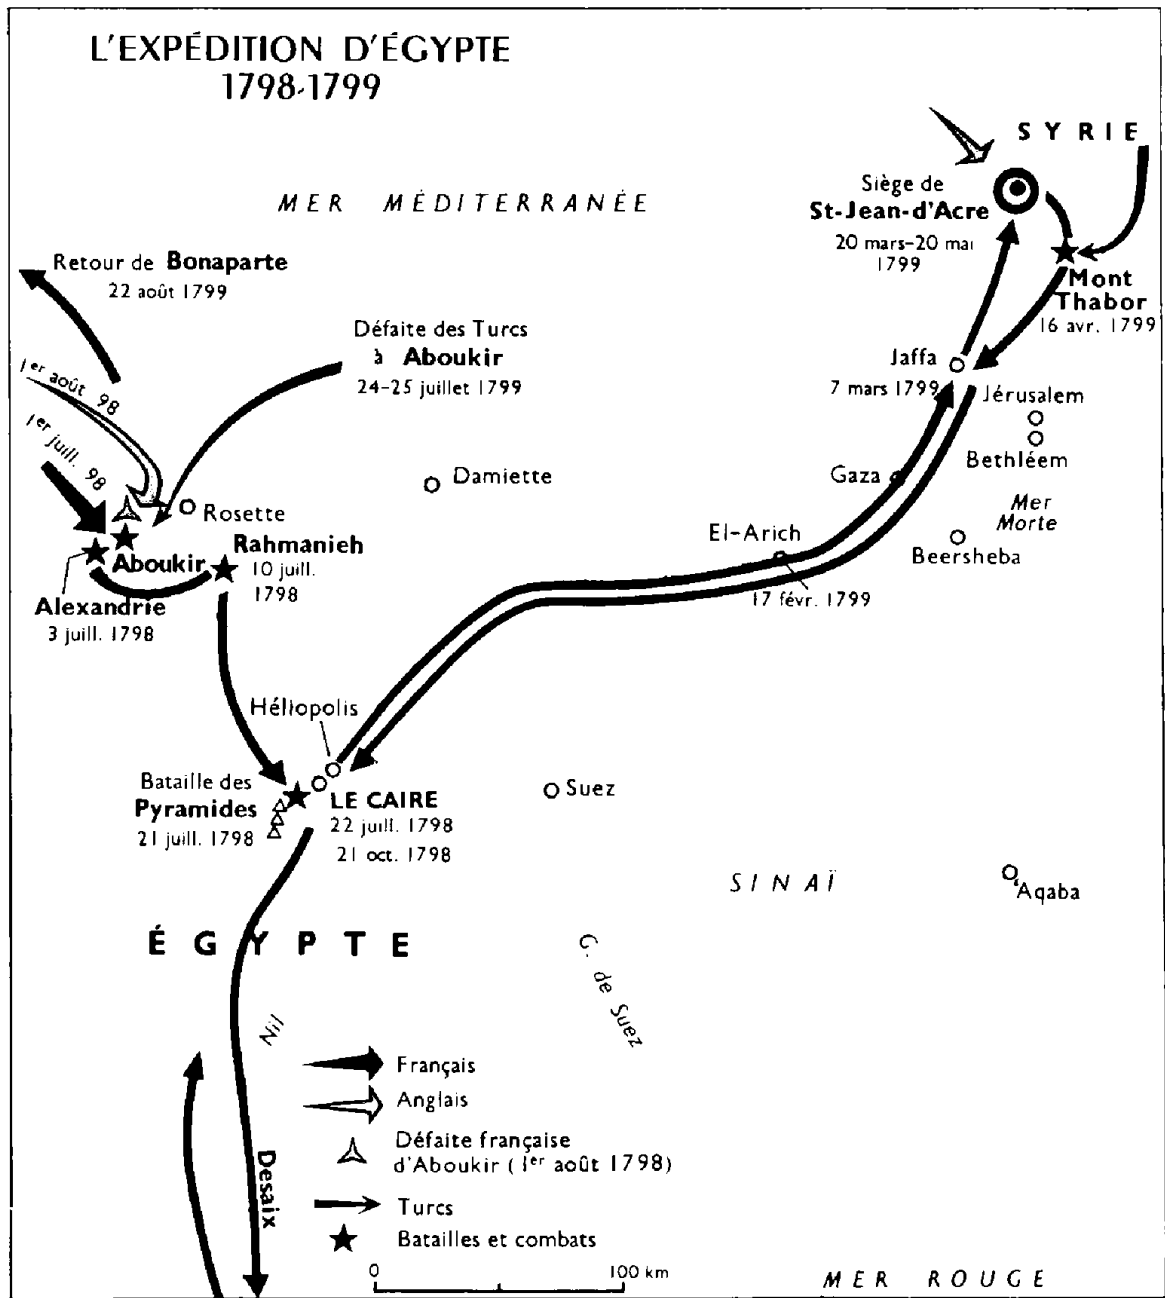 L'EXPÉDITION D'ÉGYPTE
1798-1799
SYRIE
MER MÉDITERRANÉE
Siège de
St-Jean-d'Acre
20 mars-20 mai
1799
Retour de Bonaparte
22 août 1799
Mont
Thabor
16 avr. 1799
Défaite des Turcs
à Aboukir
24-25 juillet 1799
1er août 98
1er juill. 98
Jaffa
7 mars 1799
Jérusalem
Bethléem
Damiette
Gaza
Mer
Morte
Rosette
El-Arich
Beersheba
Rahmanieh
10 juill.
1798
Aboukir
17 févr. 1799
Alexandrie
3 juill. 1798
Héliopolis
Bataille des
Pyramides
21 juill. 1798
LE CAIRE
22 juill. 1798
21 oct. 1798
Suez
SINAÏ
'Aqaba
ÉGYPTE
G. de Suez
Nil
Desaix
Français
Anglais
Défaite française
d'Aboukir (1er août 1798)
Turcs
Batailles et combats
0 100 km
MER ROUGE